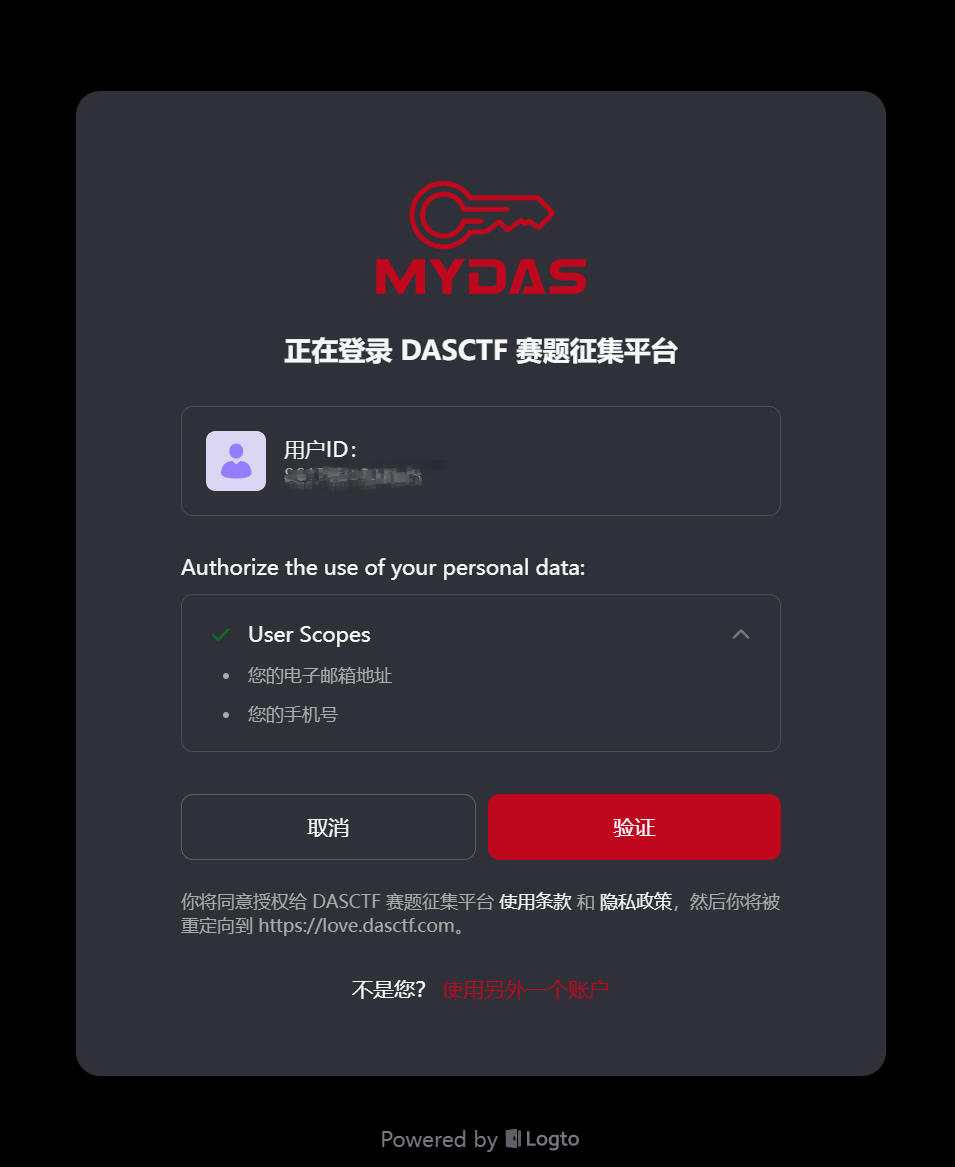 MYDAS
正在登录 DASCTF 赛题征集平台
用户ID：
Authorize the use of your personal data:
User Scopes
您的电子邮箱地址
您的手机号
取消
验证
你将同意授权给 DASCTF 赛题征集平台 使用条款 和 隐私政策，然后你将被
重定向到 https://love.dasctf.com。
不是您？ 使用另外一个账户
Powered by Logto